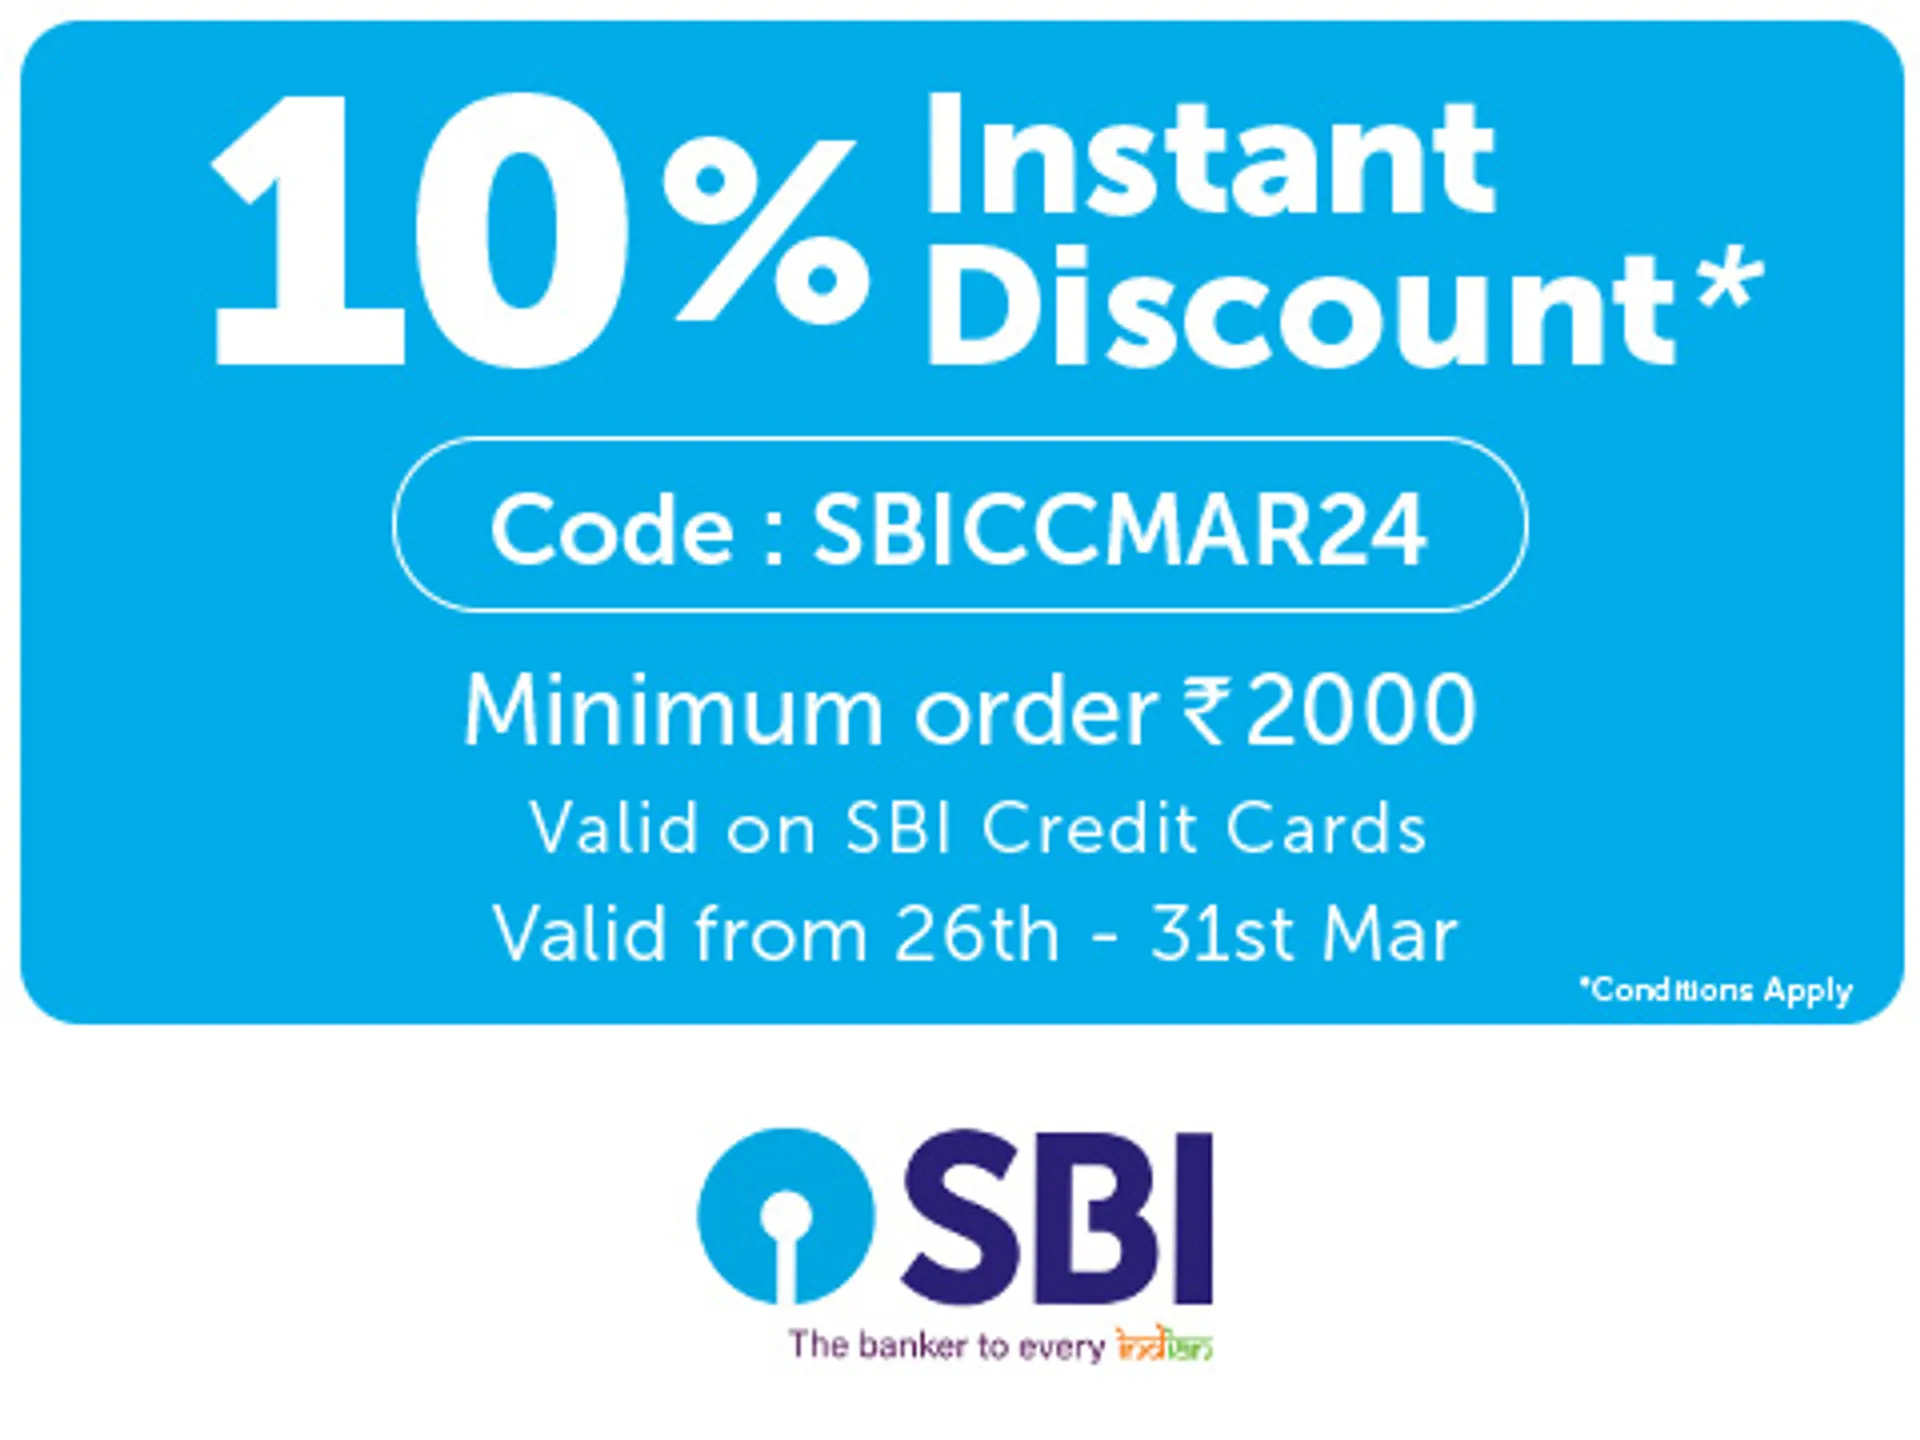 10% Instant
Discount*
Code : SBICCMAR24
Minimum order ₹2000
Valid on SBI Credit Cards
Valid from 26th - 31st Mar
*Conditions Apply
SBI
The banker to every indian